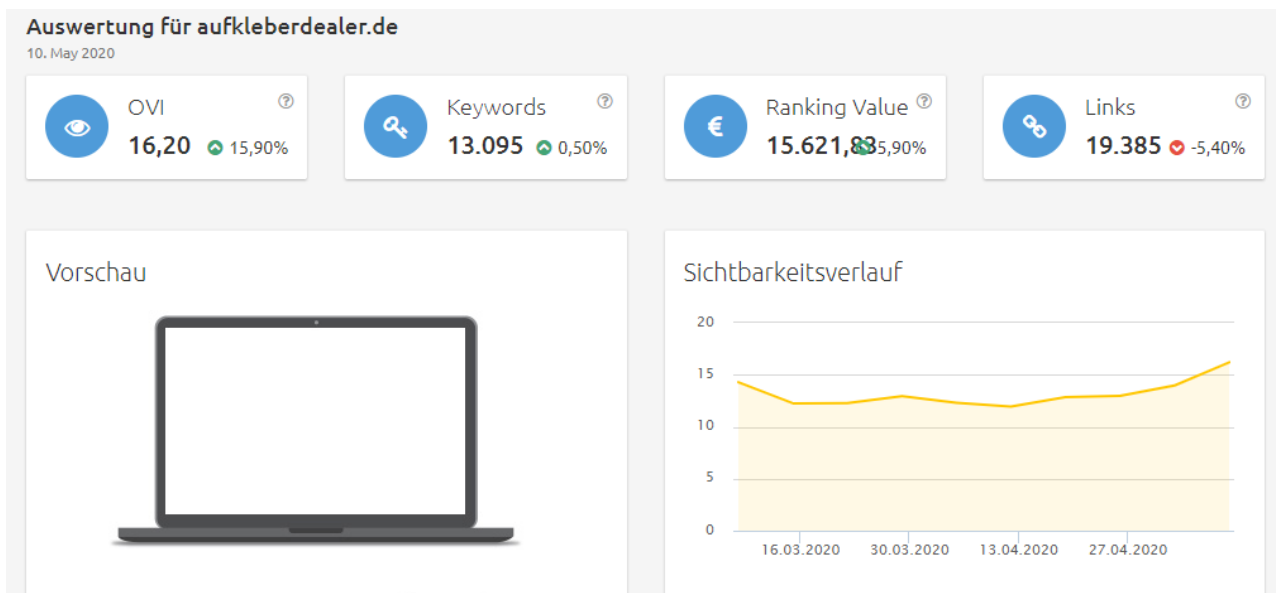 Auswertung für aufkleberdealer.de
10. May 2020
OVI
16,20 15,90%
Keywords
13.095 0,50%
Ranking Value
15.621,83 5,90%
Links
19.385 -5,40%
Vorschau
Sichtbarkeitsverlauf
20
15
10
5
0
16.03.2020 30.03.2020 13.04.2020 27.04.2020